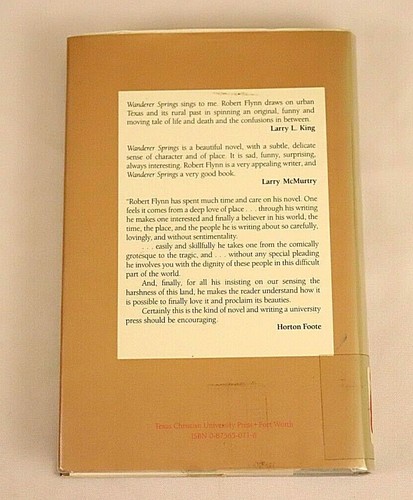 Wanderer Springs sings to me. Robert Flynn draws on urban
Texas and its rural past in spinning an original, funny and
moving tale of life and death and the confusions in between.
Larry L. King
Wanderer Springs is a beautiful novel, with a subtle, delicate
sense of character and of place. It is sad, funny, surprising,
always interesting. Robert Flynn is a very appealing writer, and
Wanderer Springs a very good book.
Larry McMurtry
"Robert Flynn has spent much time and care on his novel. One
feels it comes from a deep love of place . . . through his writing
he makes one interested and finally a believer in his world, the
time, the place, and the people he is writing about so carefully,
lovingly, and without sentimentality.
. . . easily and skillfully he takes one from the comically
grotesque to the tragic, and . . . without any special pleading
he involves you with the dignity of these people in this difficult
part of the world.
And, finally, for all his insisting on our sensing the
harshness of this land, he makes the reader understand how it
is possible to finally love it and proclaim its beauties.
Certainly this is the kind of novel and writing a university
press should be encouraging.
Horton Foote
Texas Christian University Press • Fort Worth
ISBN